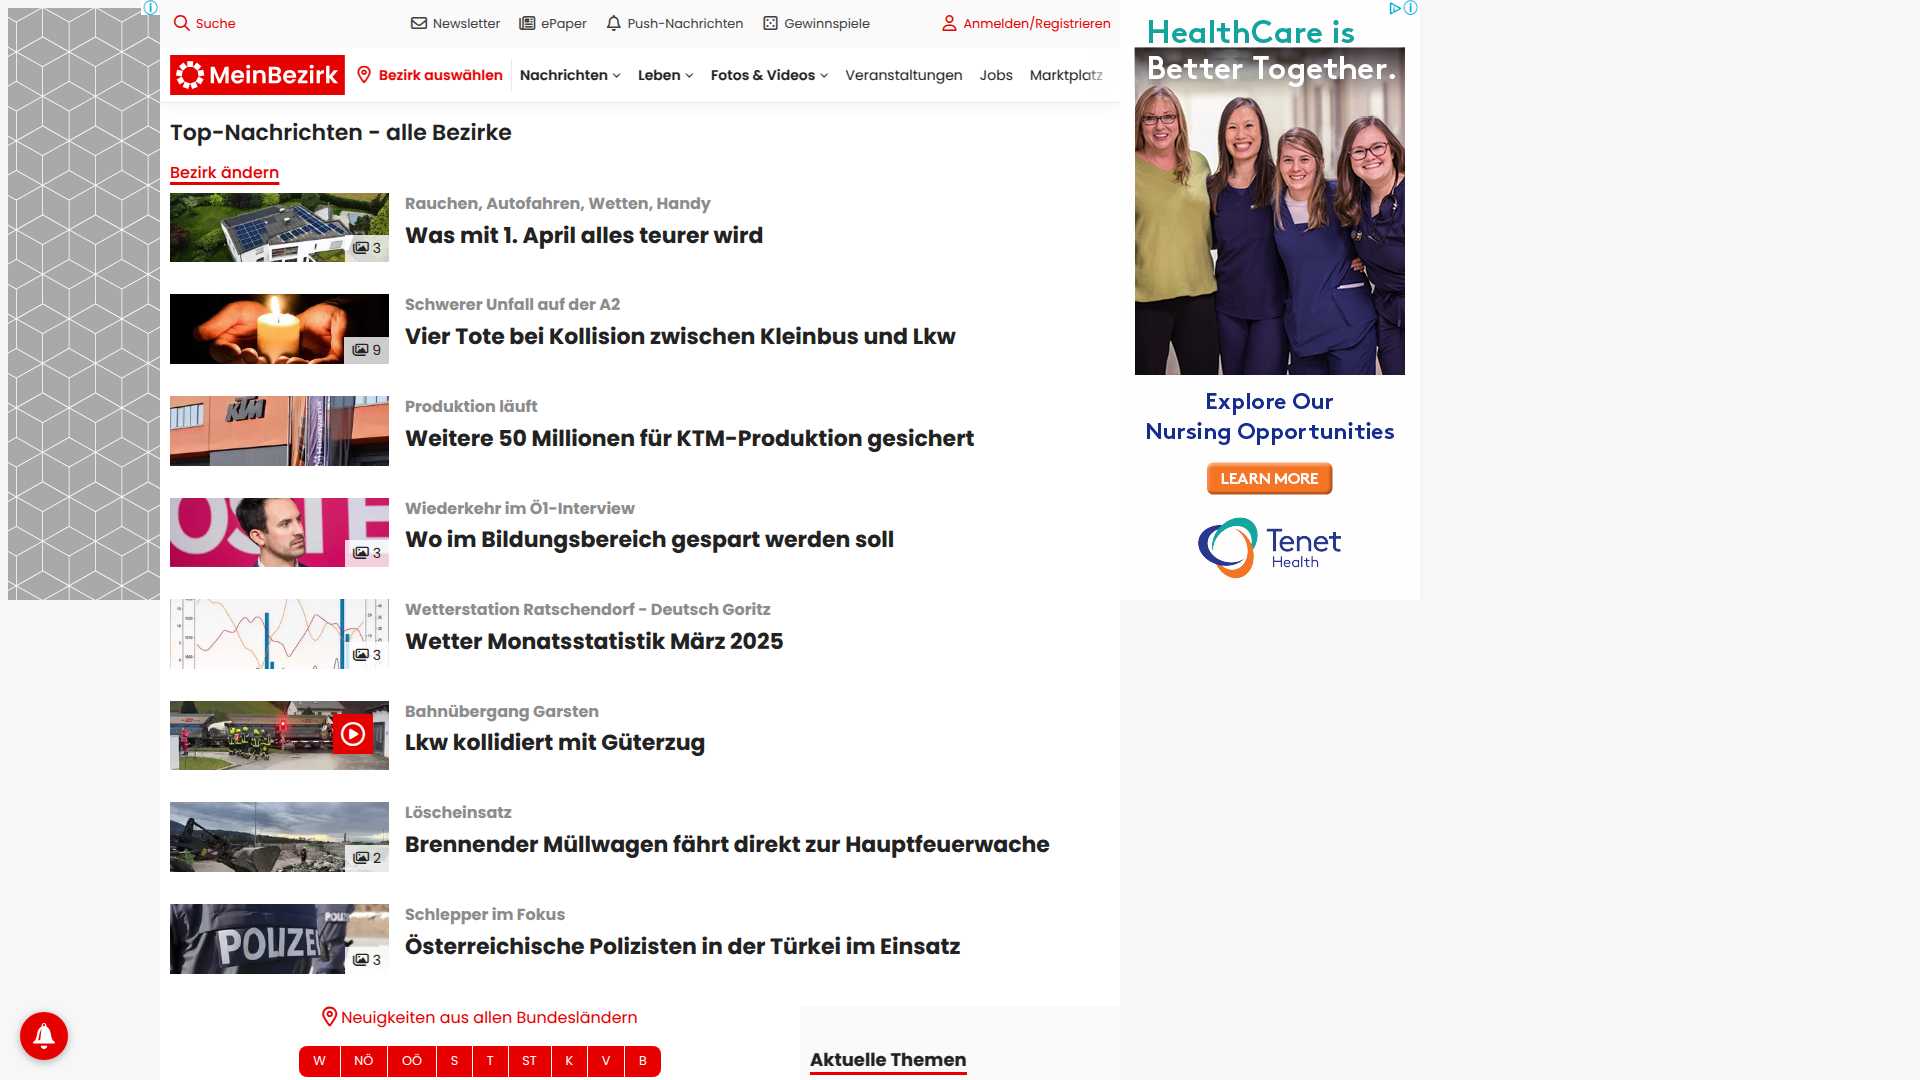 Suche
Newsletter
ePaper
Push-Nachrichten
Gewinnspiele
Anmelden/Registrieren
MeinBezirk
Bezirk auswählen
Nachrichten
Leben
Fotos & Videos
Veranstaltungen
Jobs
Marktplatz
Top-Nachrichten - alle Bezirke
Bezirk ändern
3
Rauchen, Autofahren, Wetten, Handy
Was mit 1. April alles teurer wird
9
Schwerer Unfall auf der A2
Vier Tote bei Kollision zwischen Kleinbus und Lkw
KTM
Produktion läuft
Weitere 50 Millionen für KTM-Produktion gesichert
3
Wiederkehr im Ö1-Interview
Wo im Bildungsbereich gespart werden soll
3
Wetterstation Ratschendorf - Deutsch Goritz
Wetter Monatsstatistik März 2025
Bahnübergang Garsten
Lkw kollidiert mit Güterzug
2
Löscheinsatz
Brennender Müllwagen fährt direkt zur Hauptfeuerwache
POLIZEI
3
Schlepper im Fokus
Österreichische Polizisten in der Türkei im Einsatz
Neuigkeiten aus allen Bundesländern
W
NÖ
OÖ
S
T
ST
K
V
B
Aktuelle Themen
HealthCare is
Better Together.
Explore Our
Nursing Opportunities
LEARN MORE
Tenet
Health